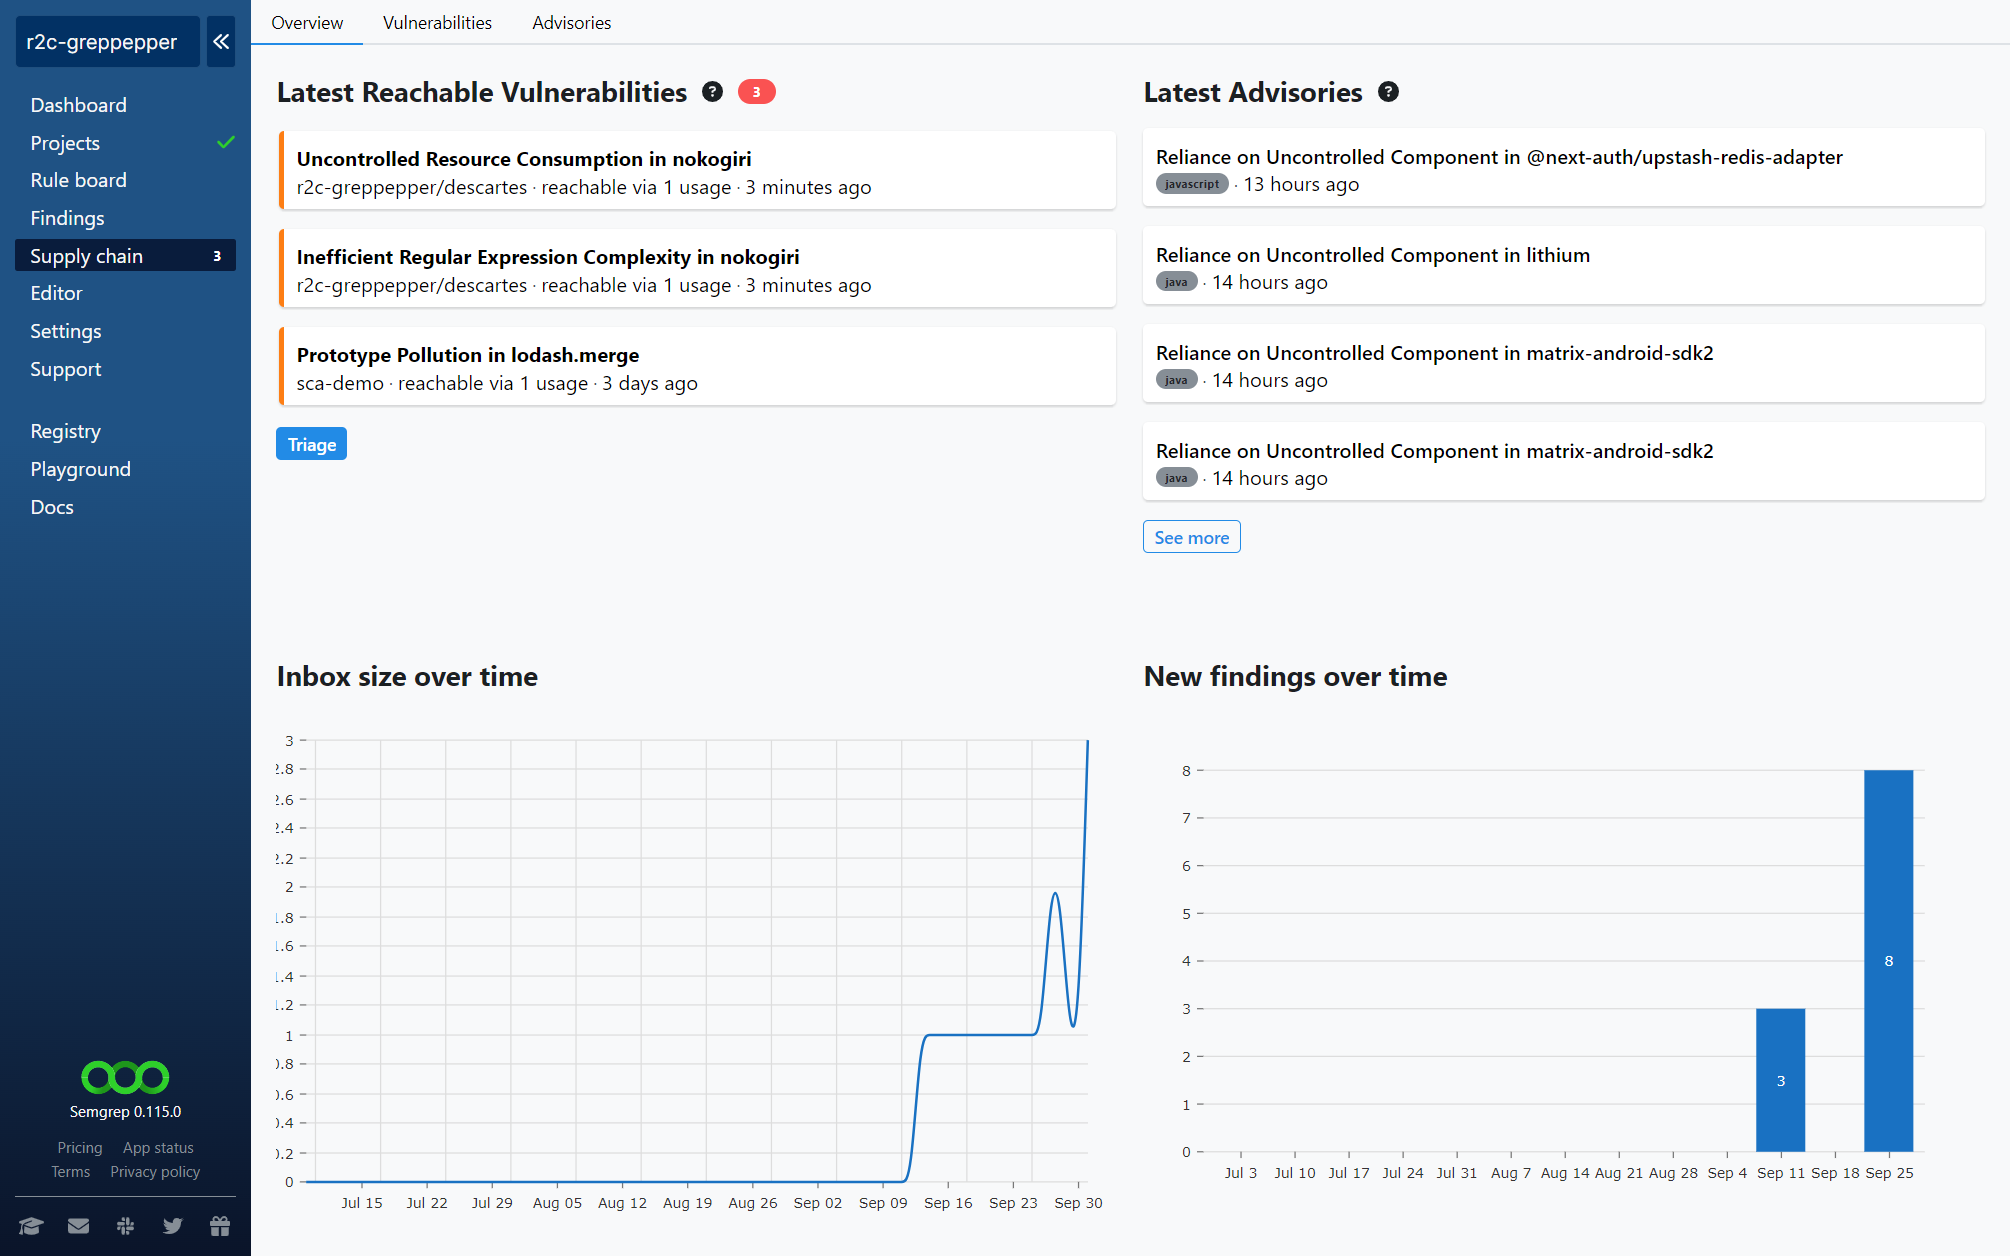 r2c-greppepper
Dashboard
Projects
Rule board
Findings
Supply chain 3
Editor
Settings
Support
Registry
Playground
Docs
Semgrep 0.115.0
Pricing App status
Terms Privacy policy
Overview Vulnerabilities Advisories
Latest Reachable Vulnerabilities ? 3
Uncontrolled Resource Consumption in nokogiri
r2c-greppepper/descartes · reachable via 1 usage · 3 minutes ago
Inefficient Regular Expression Complexity in nokogiri
r2c-greppepper/descartes · reachable via 1 usage · 3 minutes ago
Prototype Pollution in lodash.merge
sca-demo · reachable via 1 usage · 3 days ago
Triage
Latest Advisories ?
Reliance on Uncontrolled Component in @next-auth/upstash-redis-adapter
javascript · 13 hours ago
Reliance on Uncontrolled Component in lithium
java · 14 hours ago
Reliance on Uncontrolled Component in matrix-android-sdk2
java · 14 hours ago
Reliance on Uncontrolled Component in matrix-android-sdk2
java · 14 hours ago
See more
Inbox size over time
3
2.8
2.6
2.4
2.2
2
1.8
1.6
1.4
1.2
1
0.8
0.6
0.4
0.2
0
Jul 15 Jul 22 Jul 29 Aug 05 Aug 12 Aug 19 Aug 26 Sep 02 Sep 09 Sep 16 Sep 23 Sep 30
New findings over time
8
7
6
5
4
3
2
1
0
3
8
Jul 3 Jul 10 Jul 17 Jul 24 Jul 31 Aug 7 Aug 14 Aug 21 Aug 28 Sep 4 Sep 11 Sep 18 Sep 25